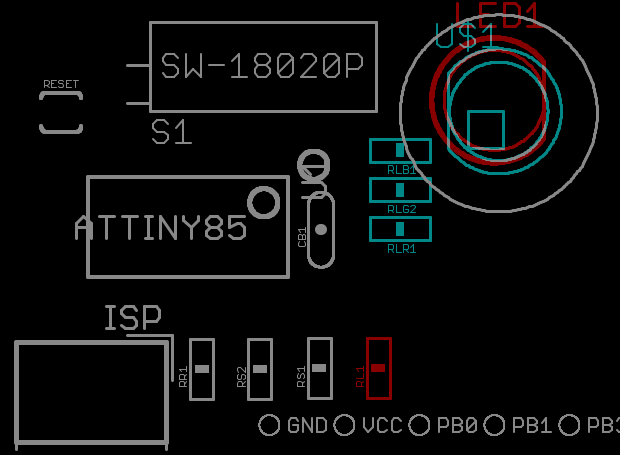 LED1
U$1
SW-18020P
RESET
S1
RLB1
RLG2
ATTINY85
CB1
RLR1
ISP
RR1
RS2
RS1
RL1
GND VCC PB0 PB1 PB3